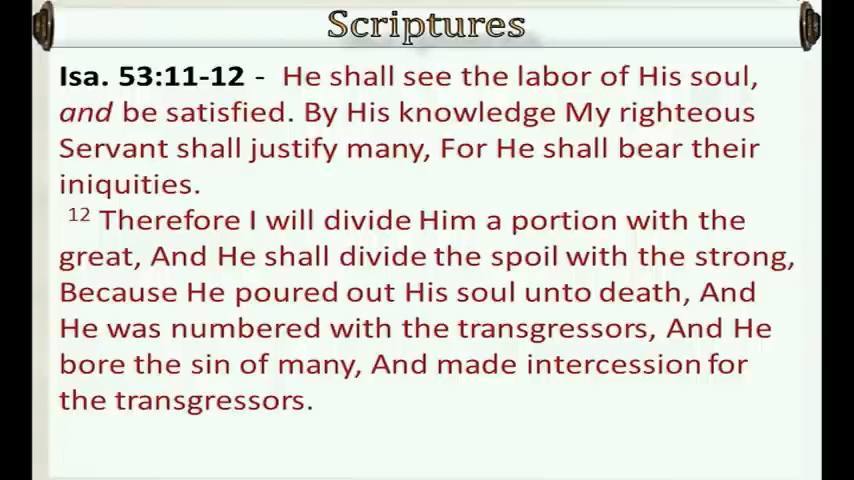 Scriptures
Isa. 53:11-12 - He shall see the labor of His soul,
and be satisfied. By His knowledge My righteous
Servant shall justify many, For He shall bear their
iniquities.
12 Therefore I will divide Him a portion with the
great, And He shall divide the spoil with the strong,
Because He poured out His soul unto death, And
He was numbered with the transgressors, And He
bore the sin of many, And made intercession for
the transgressors.